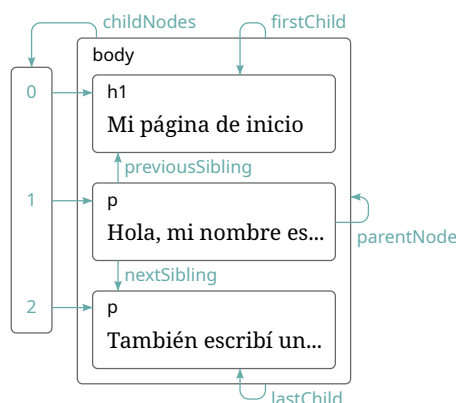 childNodes
firstChild
body
0
h1
Mi página de inicio
previousSibling
1
p
Hola, mi nombre es...
parentNode
nextSibling
2
p
También escribí un...
lastChild